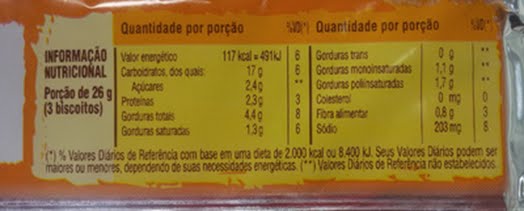 INFORMAÇÃO NUTRICIONAL
Porção de 26 g
(3 biscoitos)
Quantidade por porção %VD(*)
Valor energético 117 kcal = 491kJ 6
Carboidratos, dos quais: 17 g 6
Açúcares 2,4g **
Proteínas 2,3g 3
Gorduras totais 4,4g 8
Gorduras saturadas 1,3g 6
Quantidade por porção %VD(*)
Gorduras trans 0 g **
Gorduras monoinsaturadas 1,1 g **
Gorduras poliinsaturadas 1,7 g **
Colesterol 0 mg 0
Fibra alimentar 0,8 g 3
Sódio 203 mg 8
(*) % Valores Diários de Referência com base em uma dieta de 2.000 kcal ou 8.400 kJ. Seus Valores Diários podem ser
maiores ou menores, dependendo de suas necessidades energéticas. (**) Valores Diários de Referência não estabelecidos.